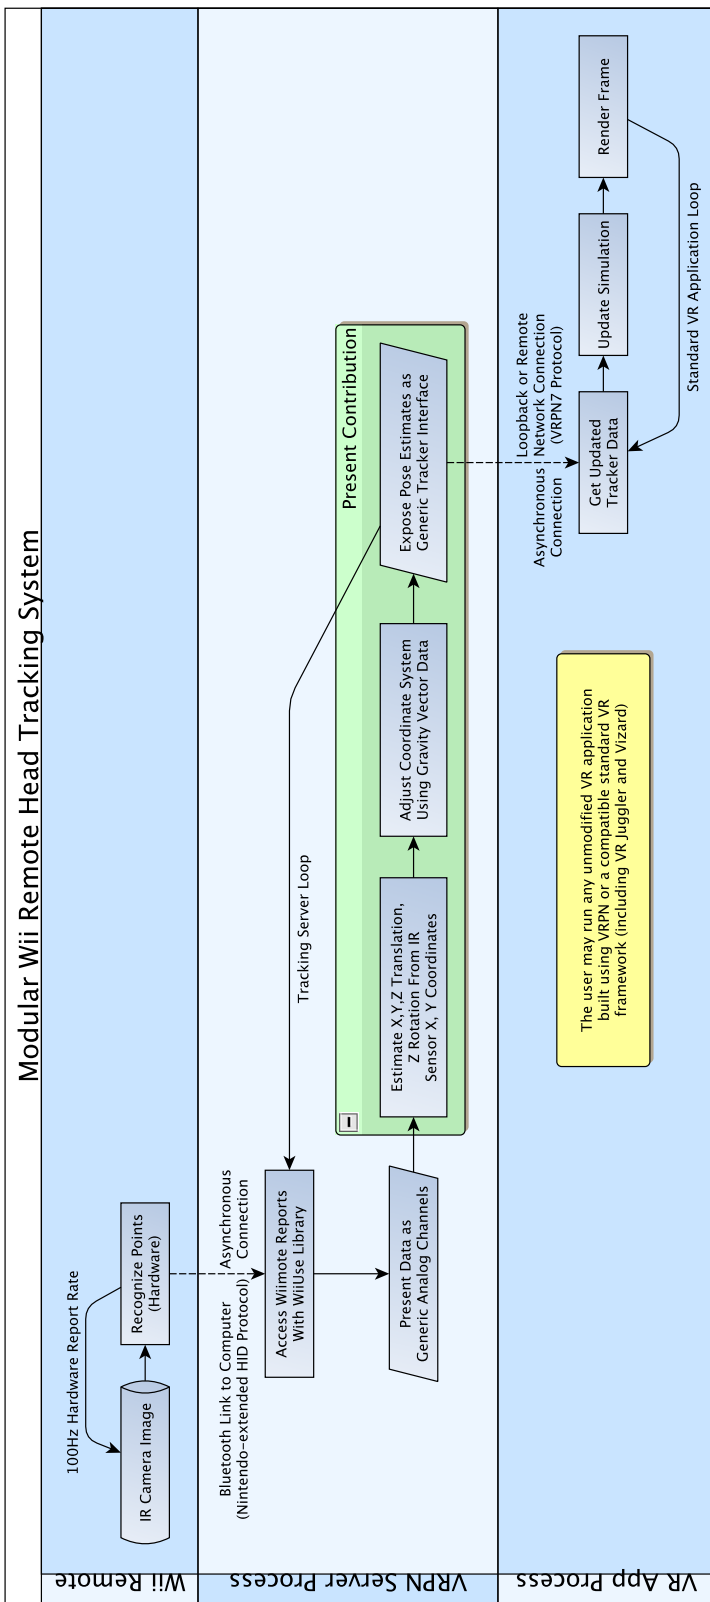 Modular Wii Remote Head Tracking System
Wii Remote
100Hz Hardware Report Rate
IR Camera Image
Recognize Points
(Hardware)
VRPN Server Process
Bluetooth Link to Computer
(Nintendo-extended HID Protocol)
Asynchronous
Connection
Access Wiimote Reports
With WiiUse Library
Tracking Server Loop
Present Data as
Generic Analog Channels
Present Contribution
Estimate X,Y,Z Translation,
Z Rotation From IR
Sensor X, Y Coordinates
Adjust Coordinate System
Using Gravity Vector Data
Expose Pose Estimates as
Generic Tracker Interface
VR App Process
Asynchronous
Connection
Loopback or Remote
Network Connection
(VRPN7 Protocol)
The user may run any unmodified VR application
built using VRPN or a compatible standard VR
framework (including VR Juggler and Vizard)
Get Updated
Tracker Data
Update Simulation
Render Frame
Standard VR Application Loop